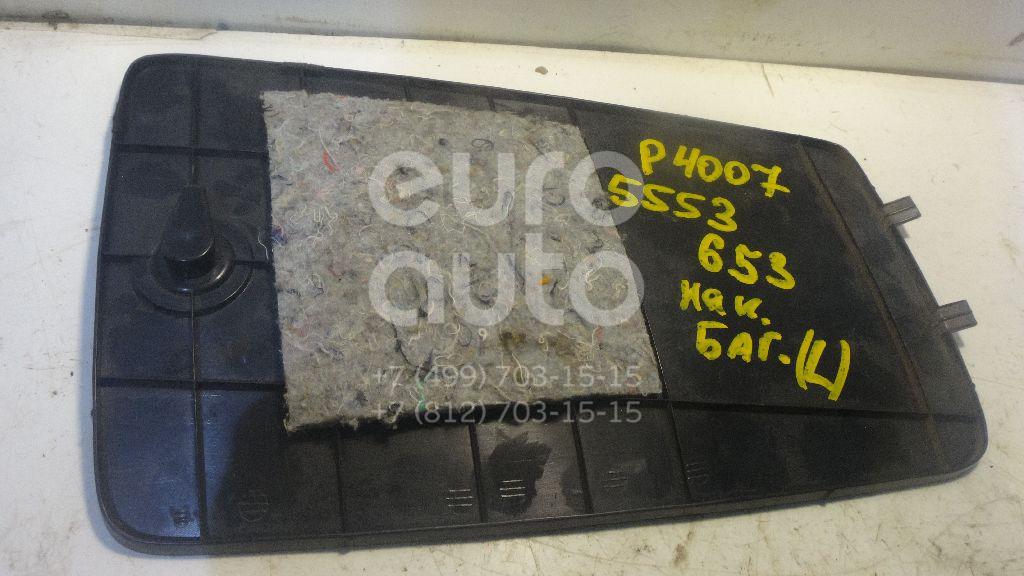 P4007
5553
653
нак.
Баг. (L)
euro
auto
+7 (499) 703-15-15
+7 (812) 703-15-15